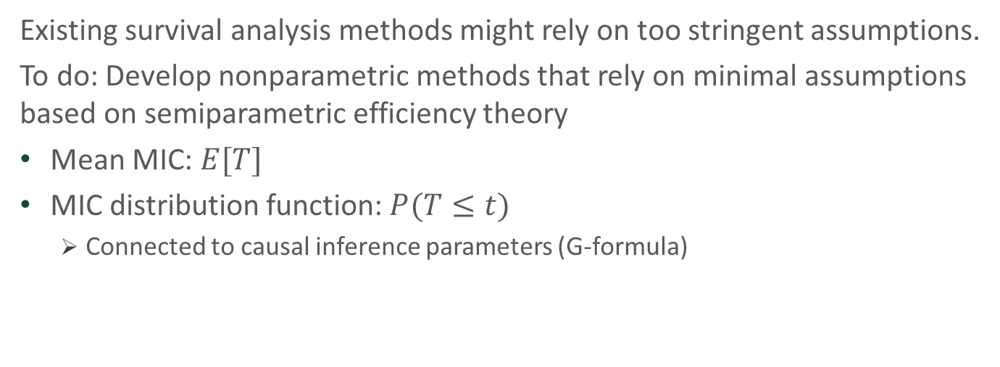 Existing survival analysis methods might rely on too stringent assumptions.
To do: Develop nonparametric methods that rely on minimal assumptions
based on semiparametric efficiency theory
• Mean MIC: E[T]
• MIC distribution function: P(T ≤ t)
➢ Connected to causal inference parameters (G-formula)